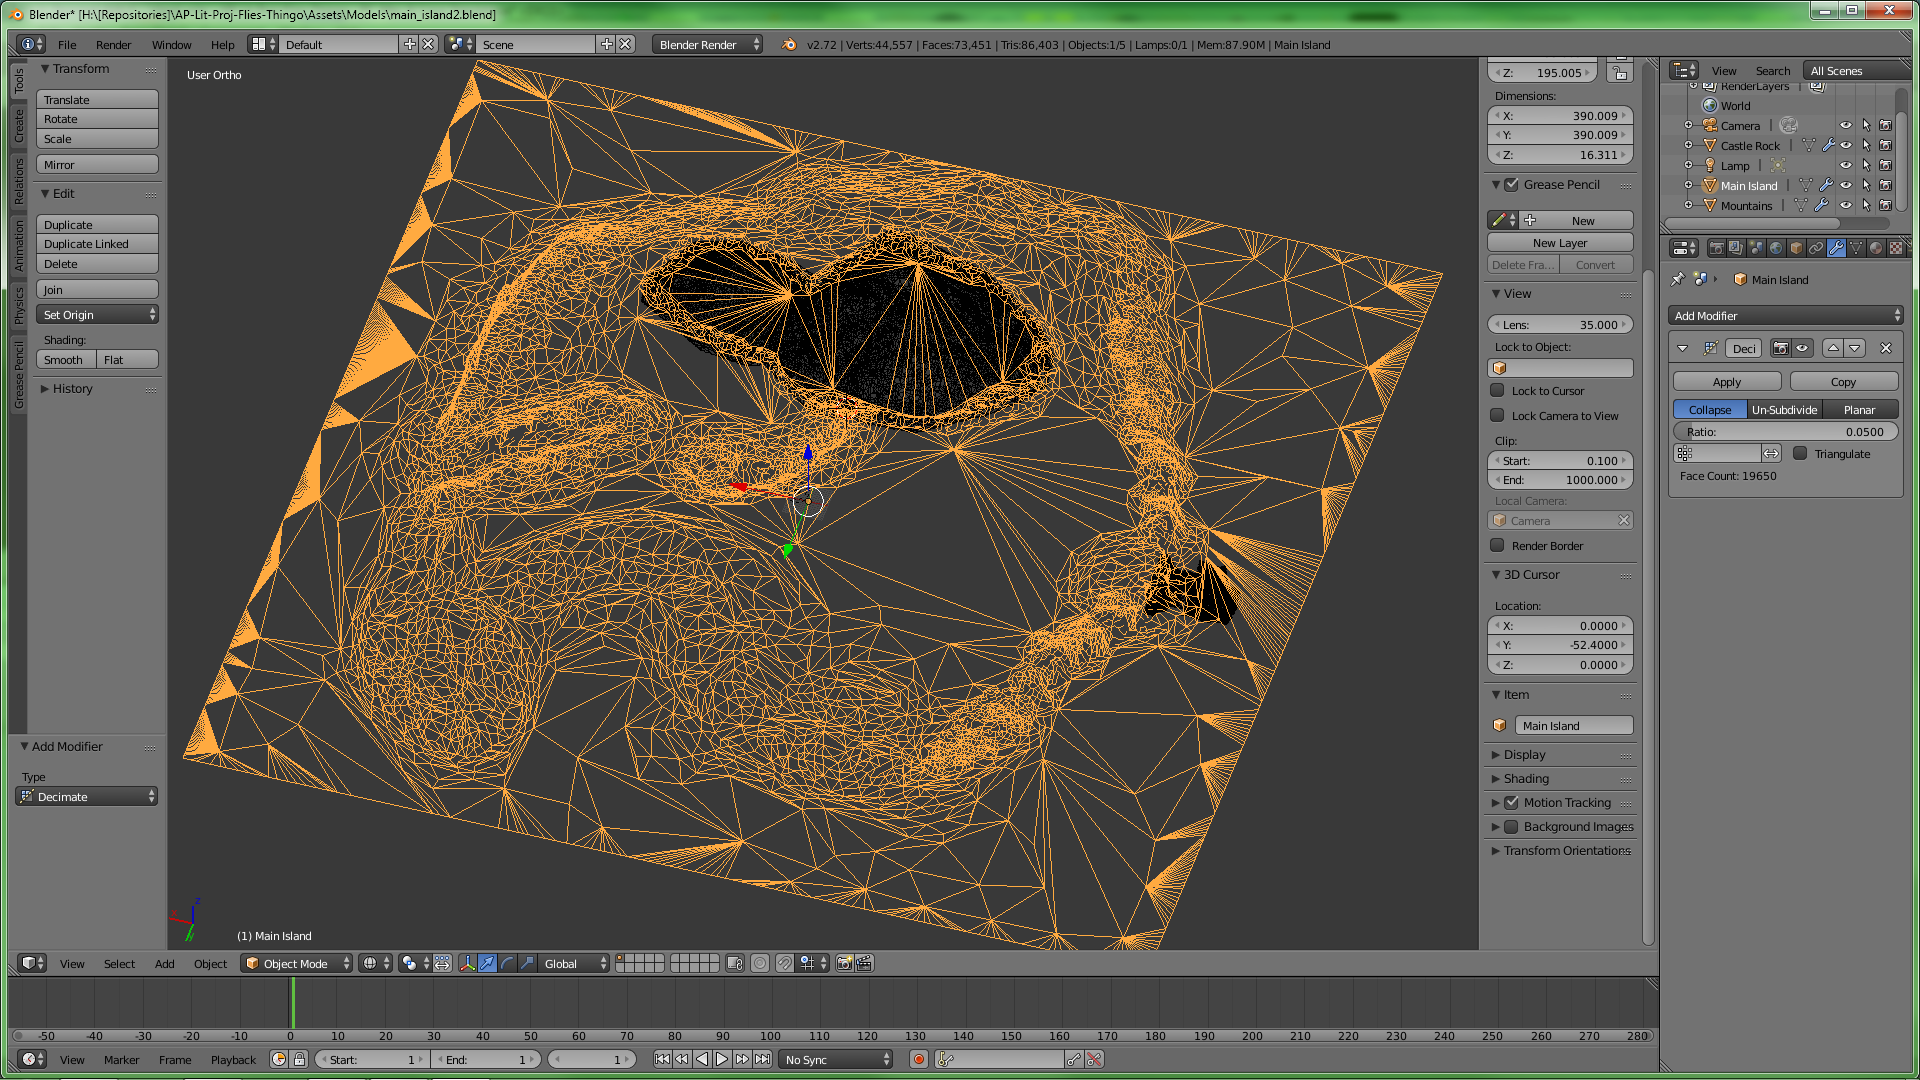 Blender* [H:\[Repositories]\AP-Lit-Proj-Flies-Thingo\Assets\Models\main_island2.blend]
File Render Window Help Default Scene Blender Render v2.72 | Verts:44,557 | Faces:73,451 | Tris:86,403 | Objects:1/5 | Lamps:0/1 | Mem:87.90M | Main Island
Tools
Create
Relations
Animation
Physics
Grease Pencil
Transform
Translate
Rotate
Scale
Mirror
Edit
Duplicate
Duplicate Linked
Delete
Join
Set Origin
Shading:
Smooth Flat
History
Add Modifier
Type
Decimate
User Ortho
(1) Main Island
Z: 195.005
Dimensions:
X: 390.009
Y: 390.009
Z: 16.311
Grease Pencil
New
New Layer
Delete Fra... Convert
View
Lens: 35.000
Lock to Object:
Lock to Cursor
Lock Camera to View
Clip:
Start: 0.100
End: 1000.000
Local Camera:
Camera
Render Border
3D Cursor
Location:
X: 0.0000
Y: -52.4000
Z: 0.0000
Item
Main Island
Display
Shading
Motion Tracking
Background Images
Transform Orientations
View Search All Scenes
RenderLayers
World
Camera
Castle Rock
Lamp
Main Island
Mountains
Main Island
Add Modifier
Deci
Apply Copy
Collapse Un-Subdivide Planar
Ratio: 0.0500
Triangulate
Face Count: 19650
View Select Add Object Object Mode Global
-50 -40 -30 -20 -10 0 10 20 30 40 50 60 70 80 90 100 110 120 130 140 150 160 170 180 190 200 210 220 230 240 250 260 270 280
View Marker Frame Playback Start: 1 End: 1 1 No Sync
x
y
z